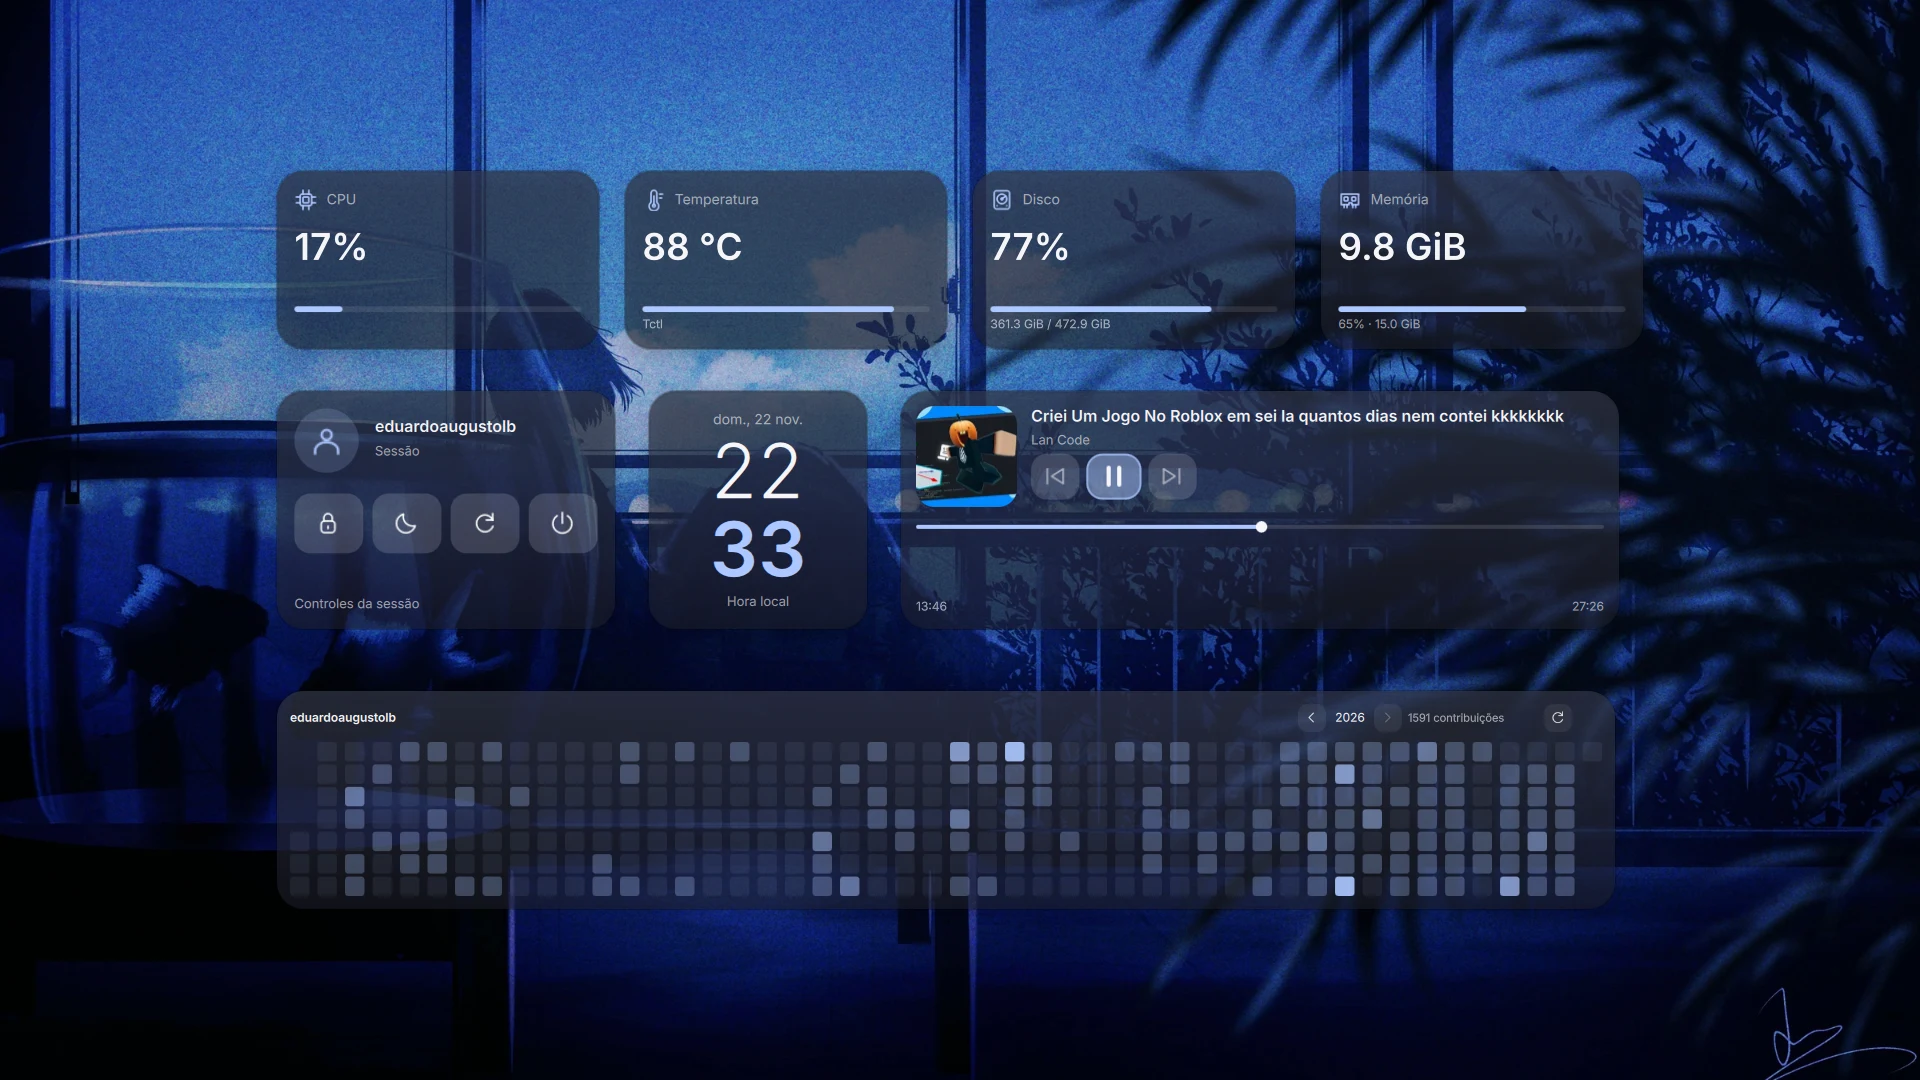 CPU
17%
Temperatura
88 °C
Tctl
Disco
77%
361.3 GiB / 472.9 GiB
Memória
9.8 GiB
65% · 15.0 GiB
eduardoaugustolb
Sessão
Controles da sessão
dom., 22 nov.
22
33
Hora local
Criei Um Jogo No Roblox em sei la quantos dias nem contei kkkkkkkk
Lan Code
13:46
27:26
eduardoaugustolb
2026
1591 contribuições